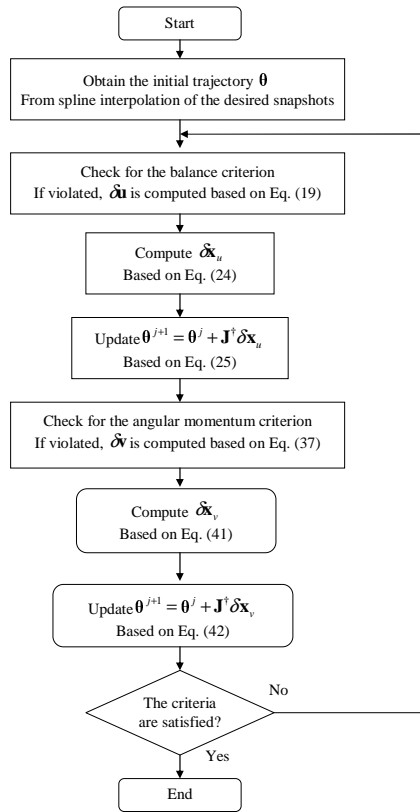 Start
Obtain the initial trajectory θ
From spline interpolation of the desired snapshots
Check for the balance criterion
If violated, δu is computed based on Eq. (19)
Compute δx_u
Based on Eq. (24)
Update θ^{j+1} = θ^j + J^† δx_u
Based on Eq. (25)
Check for the angular momentum criterion
If violated, δv is computed based on Eq. (37)
Compute δx_v
Based on Eq. (41)
Update θ^{j+1} = θ^j + J^† δx_v
Based on Eq. (42)
The criteria
are satisfied?
No
Yes
End